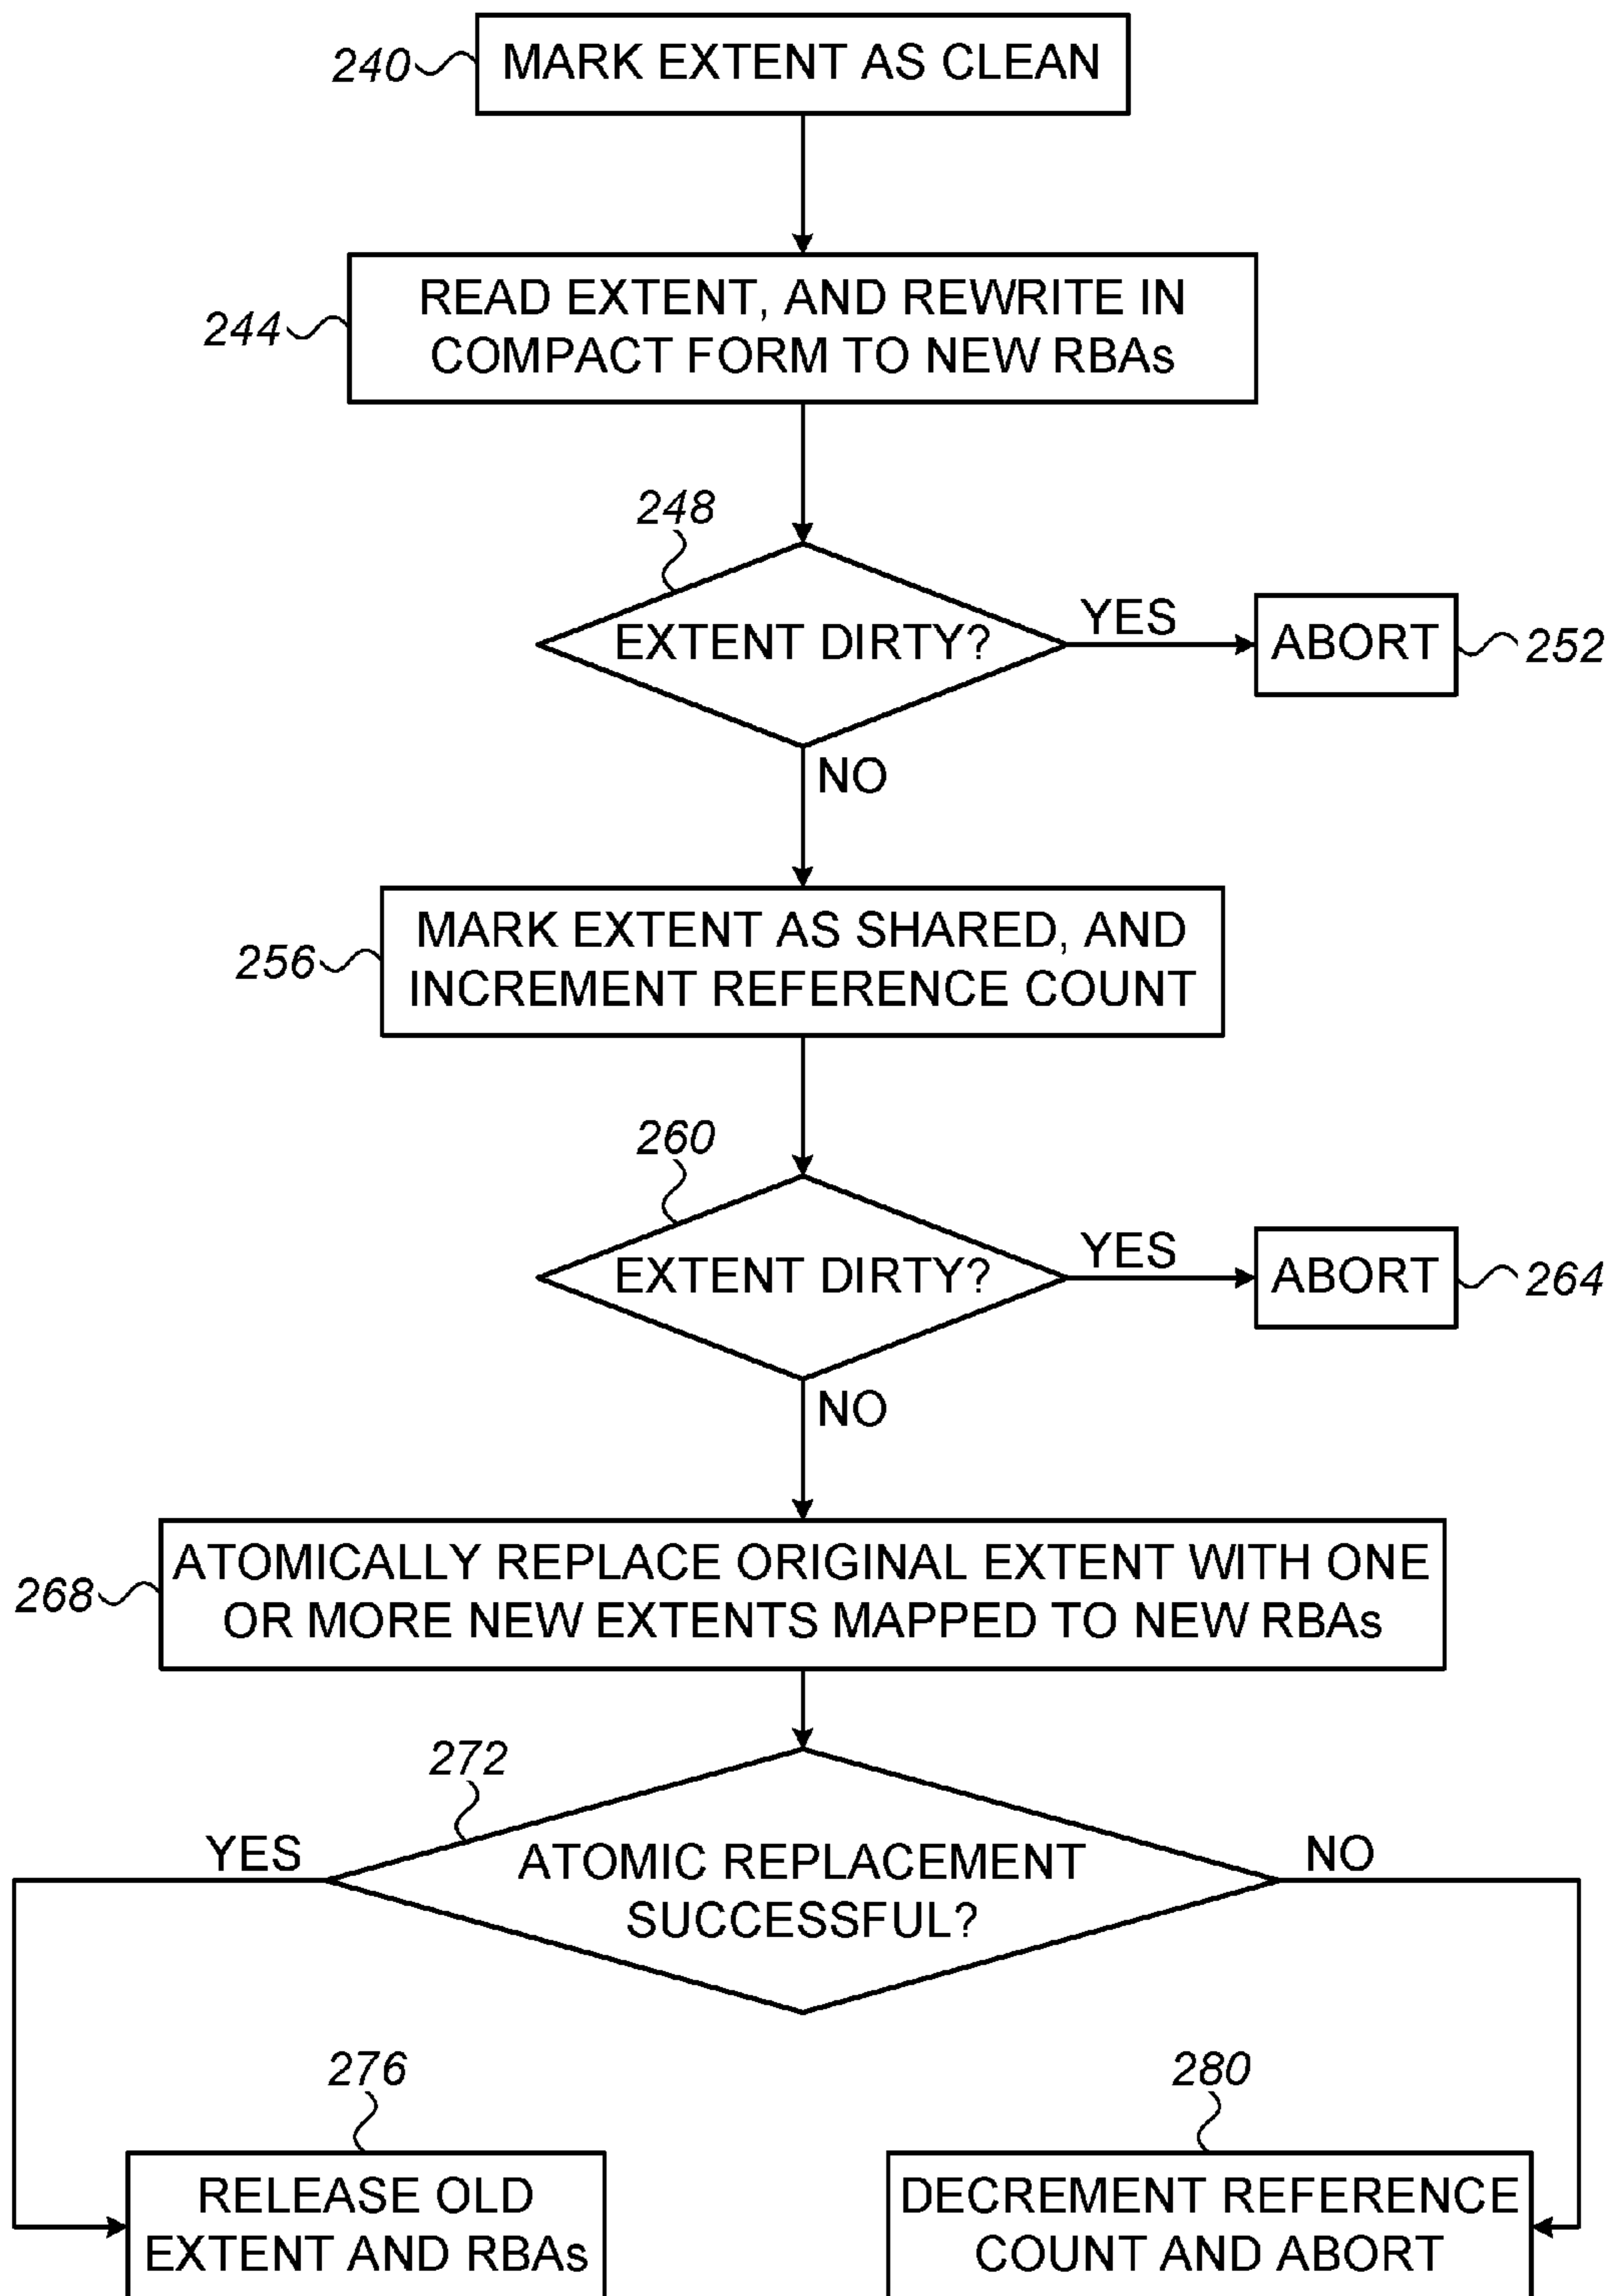 240
MARK EXTENT AS CLEAN
244
READ EXTENT, AND REWRITE IN
COMPACT FORM TO NEW RBAs
248
EXTENT DIRTY?
YES
ABORT
252
NO
256
MARK EXTENT AS SHARED, AND
INCREMENT REFERENCE COUNT
260
EXTENT DIRTY?
YES
ABORT
264
NO
268
ATOMICALLY REPLACE ORIGINAL EXTENT WITH ONE
OR MORE NEW EXTENTS MAPPED TO NEW RBAs
272
YES
ATOMIC REPLACEMENT
SUCCESSFUL?
NO
276
RELEASE OLD
EXTENT AND RBAs
280
DECREMENT REFERENCE
COUNT AND ABORT